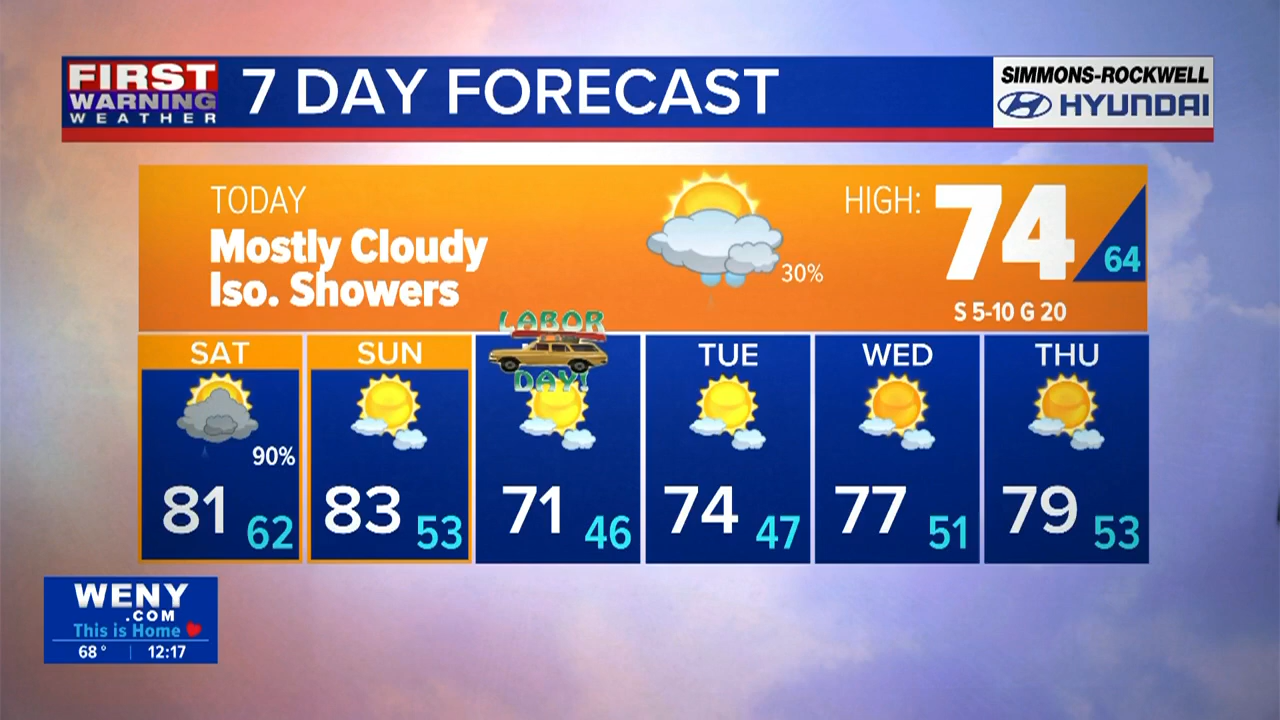 FIRST
WARNING
WEATHER
7 DAY FORECAST
SIMMONS-ROCKWELL
HYUNDAI
TODAY
Mostly Cloudy
Iso. Showers
30%
HIGH: 74
64
S 5-10 G 20
SAT
90%
81 62
SUN
83 53
LABOR
DAY!
71 46
TUE
74 47
WED
77 51
THU
79 53
WENY
.COM
This is Home
68° 12:17